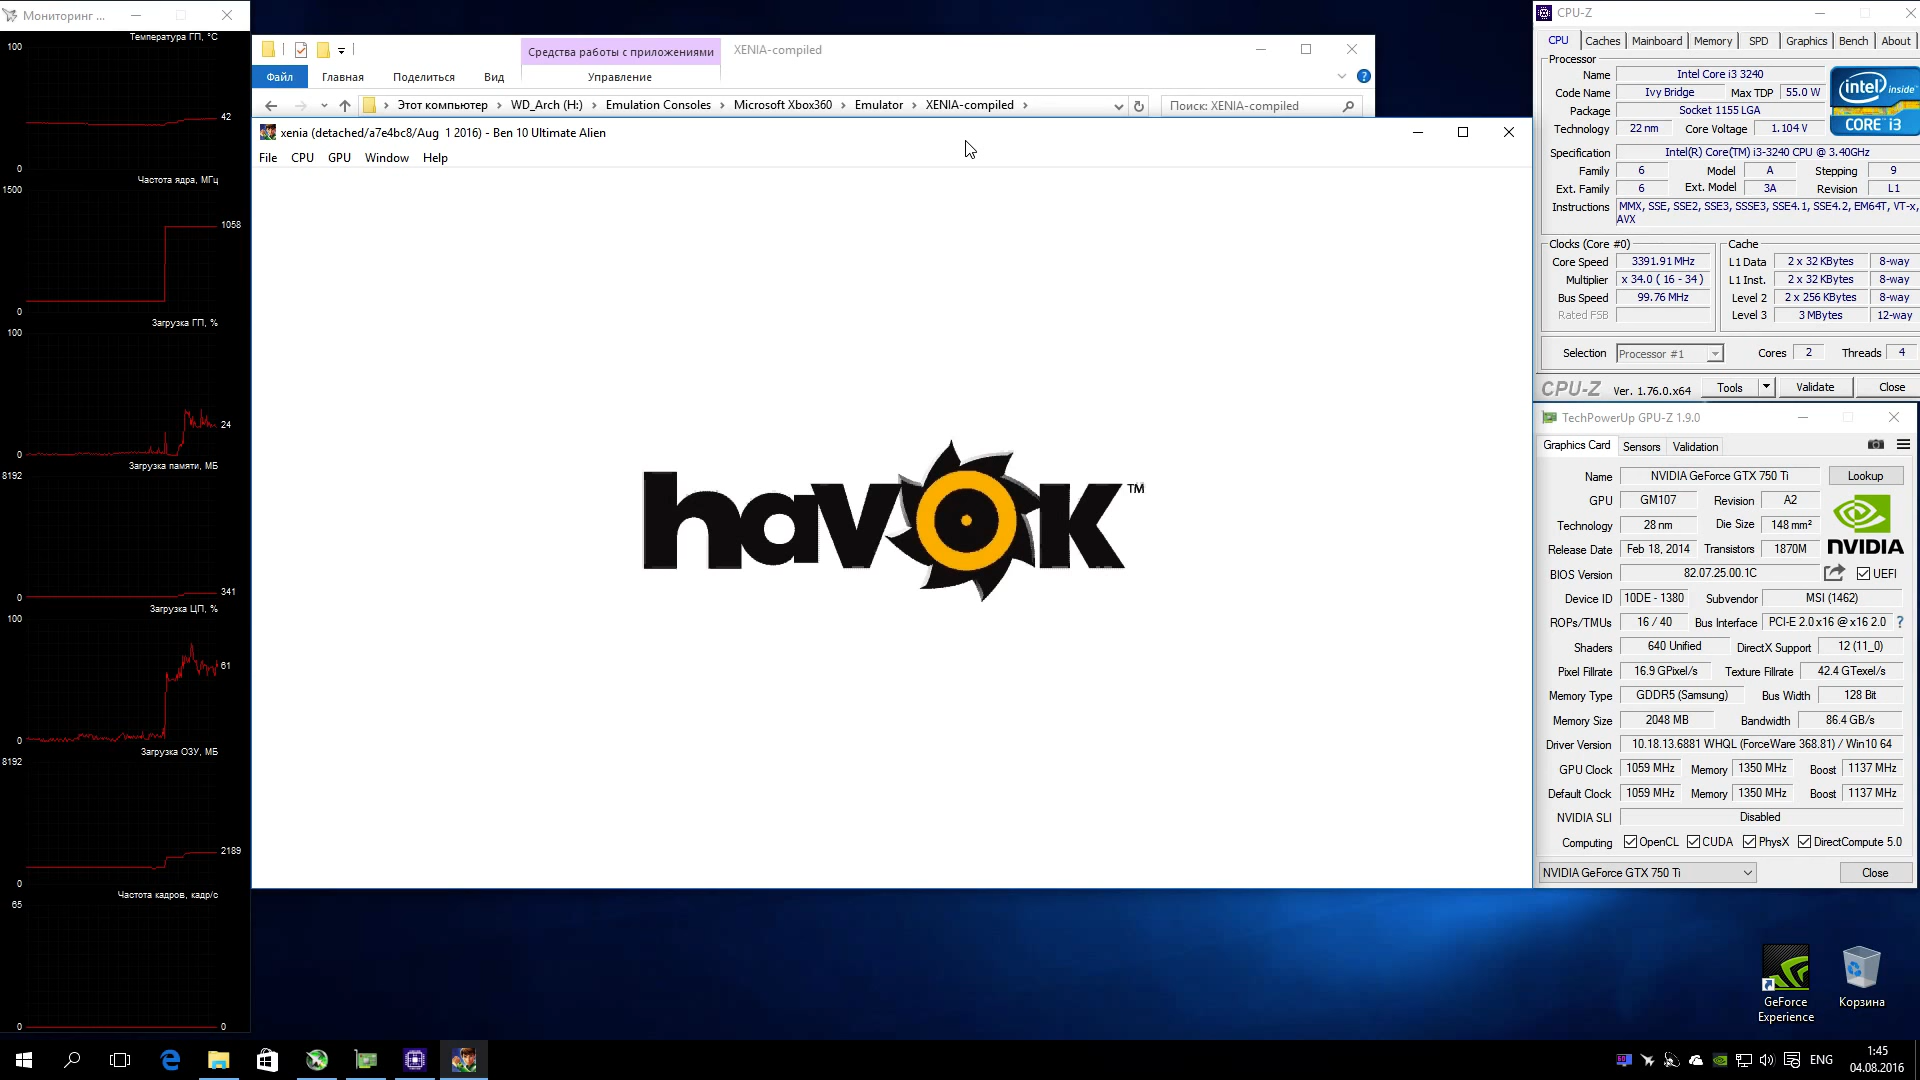 Мониторинг ...
Температура ГП, °C
100
42
0
Частота ядра, МГц
1500
1058
0
Загрузка ГП, %
100
24
0
Загрузка памяти, МБ
8192
341
0
Загрузка ЦП, %
100
61
0
Загрузка ОЗУ, МБ
8192
2189
0
Частота кадров, кадр/с
65
0
0
Средства работы с приложениями
XENIA-compiled
Файл
Главная
Поделиться
Вид
Управление
Этот компьютер
WD_Arch (H:)
Emulation Consoles
Microsoft Xbox360
Emulator
XENIA-compiled
Поиск: XENIA-compiled
xenia (detached/a7e4bc8/Aug 1 2016) - Ben 10 Ultimate Alien
File CPU GPU Window Help
havok™
CPU-Z
CPU Caches Mainboard Memory SPD Graphics Bench About
Processor
Name Intel Core i3 3240
Code Name Ivy Bridge Max TDP 55.0 W
Package Socket 1155 LGA
Technology 22 nm Core Voltage 1.104 V
intel inside™
CORE i3
Specification Intel(R) Core(TM) i3-3240 CPU @ 3.40GHz
Family 6 Model A Stepping 9
Ext. Family 6 Ext. Model 3A Revision L1
Instructions MMX, SSE, SSE2, SSE3, SSSE3, SSE4.1, SSE4.2, EM64T, VT-x,
AVX
Clocks (Core #0)
Core Speed 3391.91 MHz
Multiplier x 34.0 ( 16 - 34 )
Bus Speed 99.76 MHz
Rated FSB
Cache
L1 Data 2 x 32 KBytes 8-way
L1 Inst. 2 x 32 KBytes 8-way
Level 2 2 x 256 KBytes 8-way
Level 3 3 MBytes 12-way
Selection Processor #1 Cores 2 Threads 4
CPU-Z Ver. 1.76.0.x64 Tools Validate Close
TechPowerUp GPU-Z 1.9.0
Graphics Card Sensors Validation
Name NVIDIA GeForce GTX 750 Ti Lookup
GPU GM107 Revision A2
Technology 28 nm Die Size 148 mm²
Release Date Feb 18, 2014 Transistors 1870M
NVIDIA
BIOS Version 82.07.25.00.1C UEFI
Device ID 10DE - 1380 Subvendor MSI (1462)
ROPs/TMUs 16 / 40 Bus Interface PCI-E 2.0 x16 @ x16 2.0 ?
Shaders 640 Unified DirectX Support 12 (11_0)
Pixel Fillrate 16.9 GPixel/s Texture Fillrate 42.4 GTexel/s
Memory Type GDDR5 (Samsung) Bus Width 128 Bit
Memory Size 2048 MB Bandwidth 86.4 GB/s
Driver Version 10.18.13.6881 WHQL (ForceWare 368.81) / Win10 64
GPU Clock 1059 MHz Memory 1350 MHz Boost 1137 MHz
Default Clock 1059 MHz Memory 1350 MHz Boost 1137 MHz
NVIDIA SLI Disabled
Computing OpenCL CUDA PhysX DirectCompute 5.0
NVIDIA GeForce GTX 750 Ti Close
GeForce
Experience
Корзина
ENG
1:45
04.08.2016